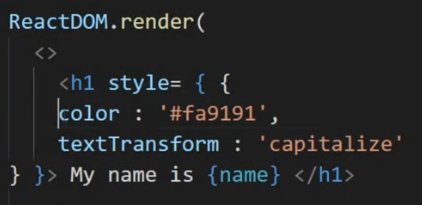 ReactDOM.render(
<>
<h1 style= { {
color : '#fa9191',
textTransform : 'capitalize'
} }> My name is {name} </h1>